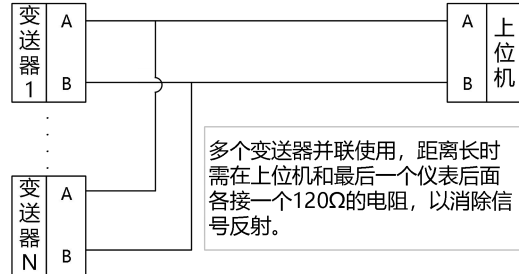 变送器1
A
B
A
B
上位机
多个变送器并联使用，距离长时
需在上位机和最后一个仪表后面
各接一个120Ω的电阻，以消除信
号反射。
变送器N
A
B